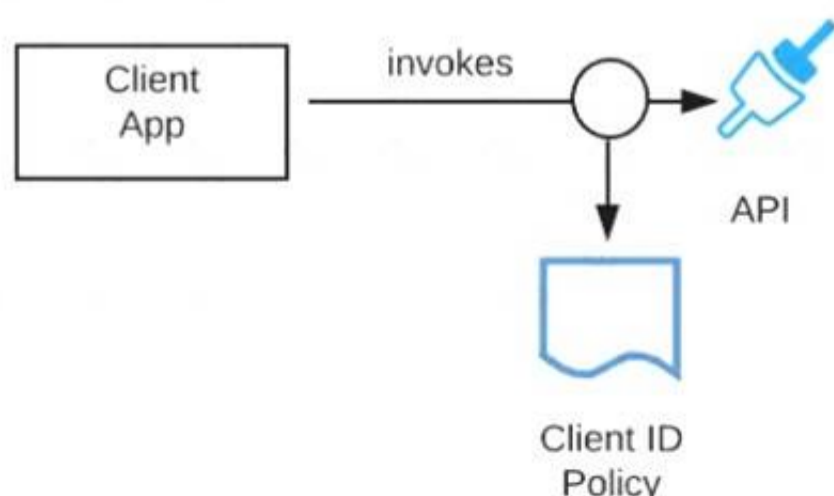 Client
App
invokes
API
Client ID
Policy